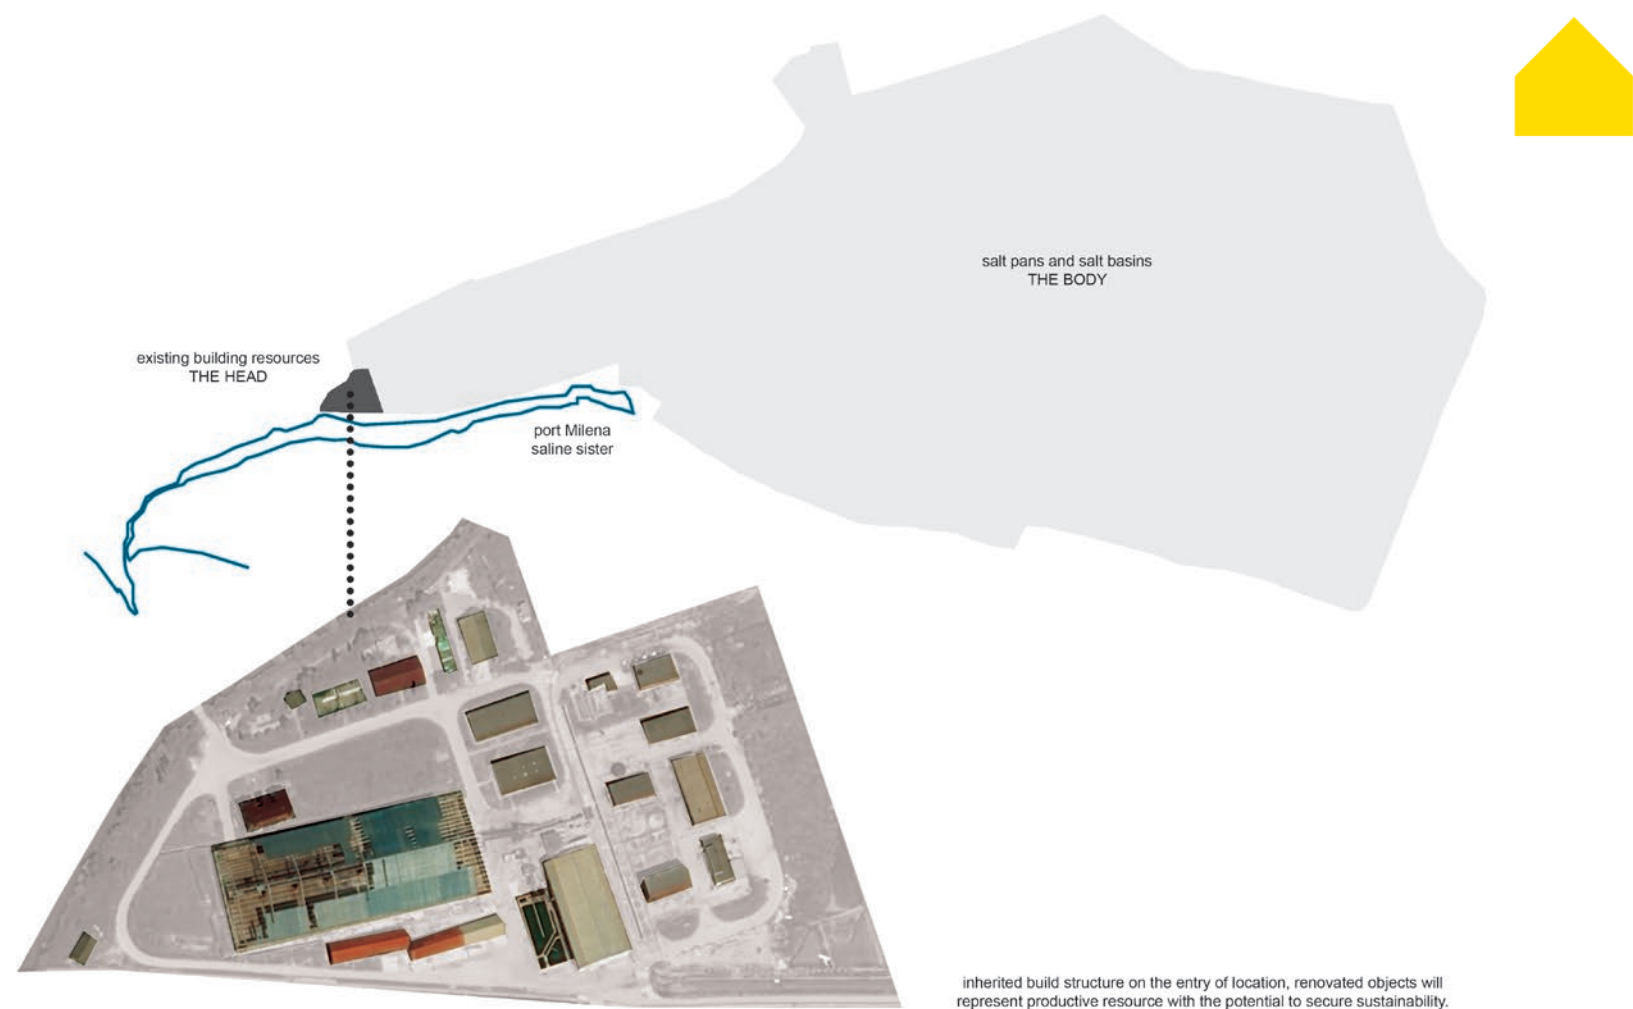 salt pans and salt basins
THE BODY
existing building resources
THE HEAD
port Milena
saline sister
inherited build structure on the entry of location, renovated objects will
represent productive resource with the potential to secure sustainability.